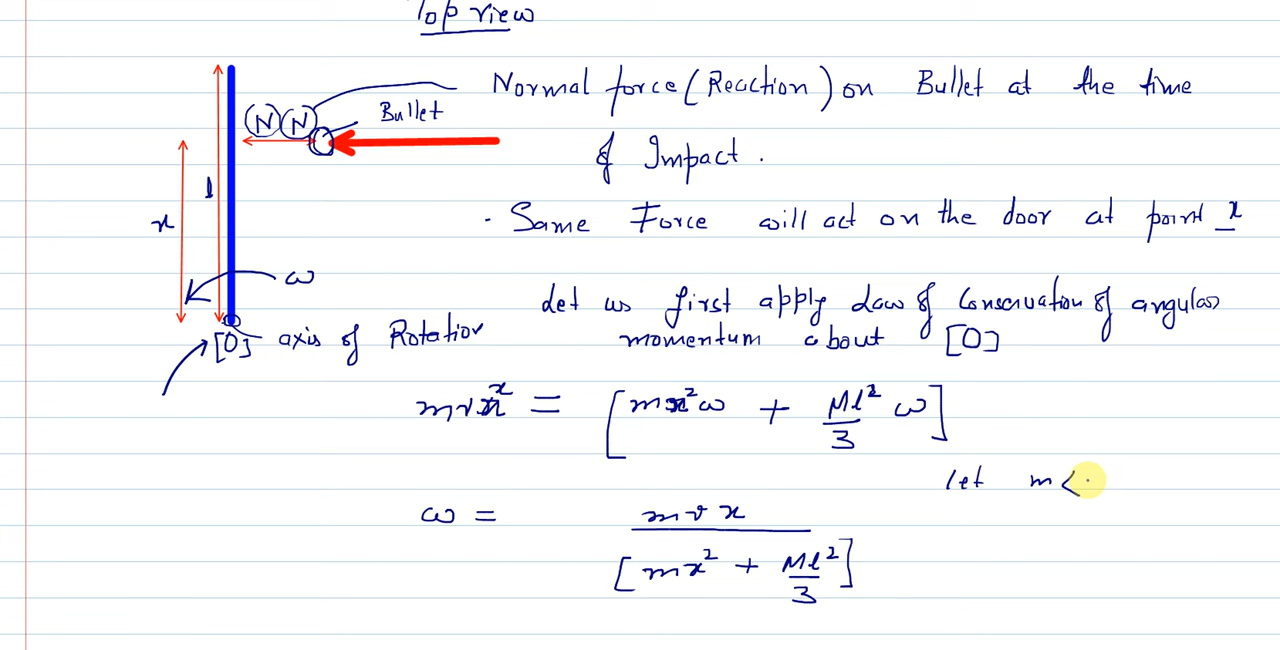 Top view
Normal force (Reaction) on Bullet at the time
N N Bullet
of Impact.
l
x
· Same Force will act on the door at point x
ω
Let us first apply Law of Conservation of angular
[O] axis of Rotation
momentum about [O]
mvx = [mx²ω + Ml²/3 ω]
let m <
ω = mvx / [mx² + Ml²/3]